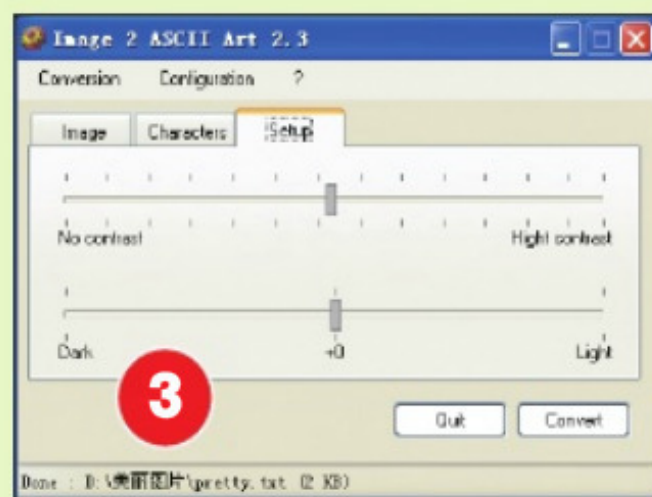 Image 2 ASCII Art 2.3
Conversion Configuration ?
Image Characters Setup
No contrast Hight contrast
Dark +0 Light
3
Quit Convert
Done : D:\美丽图片\pretty.txt (2 KB)